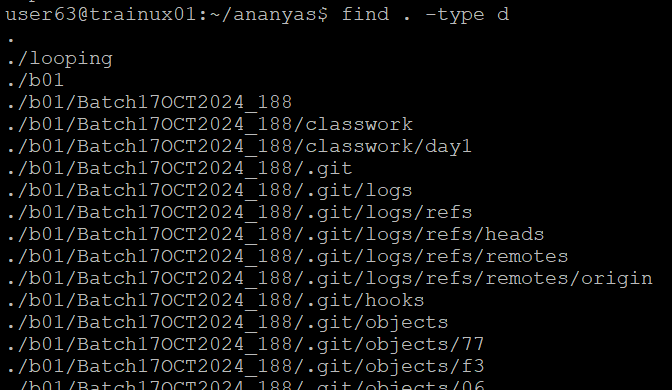 user63@trainux01:~/ananyas$ find . -type d
.
./looping
./b01
./b01/Batch17OCT2024_188
./b01/Batch17OCT2024_188/classwork
./b01/Batch17OCT2024_188/classwork/day1
./b01/Batch17OCT2024_188/.git
./b01/Batch17OCT2024_188/.git/logs
./b01/Batch17OCT2024_188/.git/logs/refs
./b01/Batch17OCT2024_188/.git/logs/refs/heads
./b01/Batch17OCT2024_188/.git/logs/refs/remotes
./b01/Batch17OCT2024_188/.git/logs/refs/remotes/origin
./b01/Batch17OCT2024_188/.git/hooks
./b01/Batch17OCT2024_188/.git/objects
./b01/Batch17OCT2024_188/.git/objects/77
./b01/Batch17OCT2024_188/.git/objects/f3
./b01/Batch17OCT2024_188/.git/objects/06